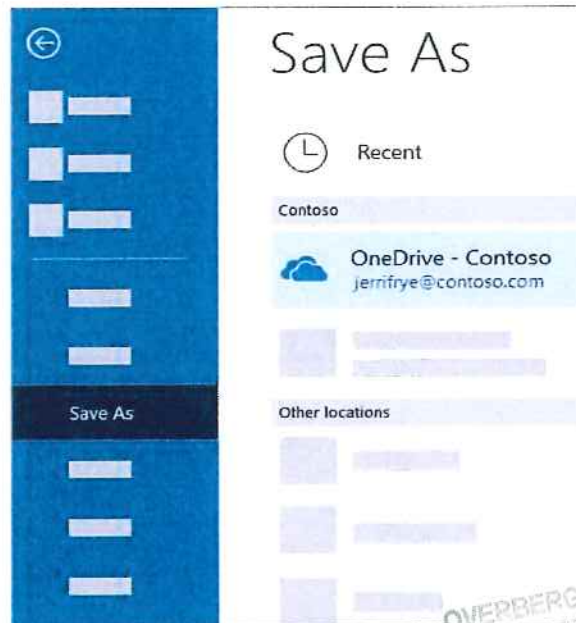 Save As
Recent
Contoso
OneDrive - Contoso
jerrifrye@contoso.com
Save As
Other locations
OVERBERG